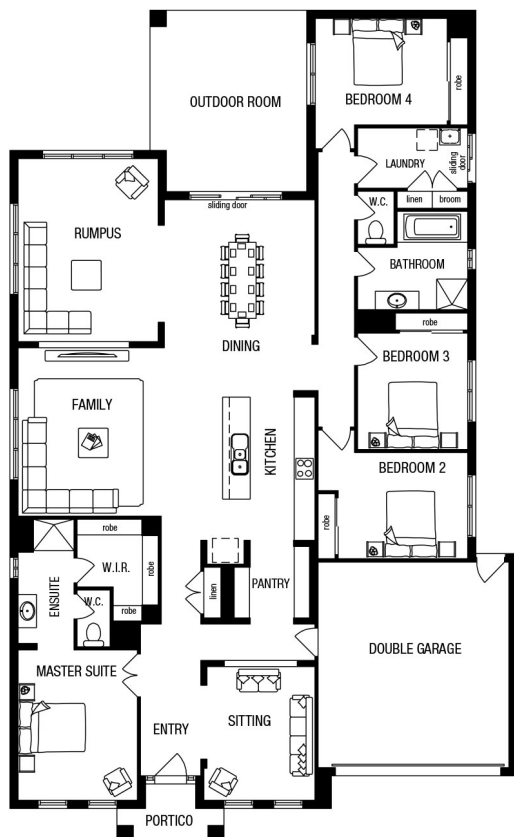 OUTDOOR ROOM
BEDROOM 4
robe
LAUNDRY
sliding
door
linen
broom
W.C.
sliding door
RUMPUS
BATHROOM
DINING
robe
BEDROOM 3
FAMILY
KITCHEN
BEDROOM 2
robe
robe
W.I.R.
robe
robe
ENSUITE
W.C.
linen
PANTRY
DOUBLE GARAGE
MASTER SUITE
ENTRY
SITTING
PORTICO